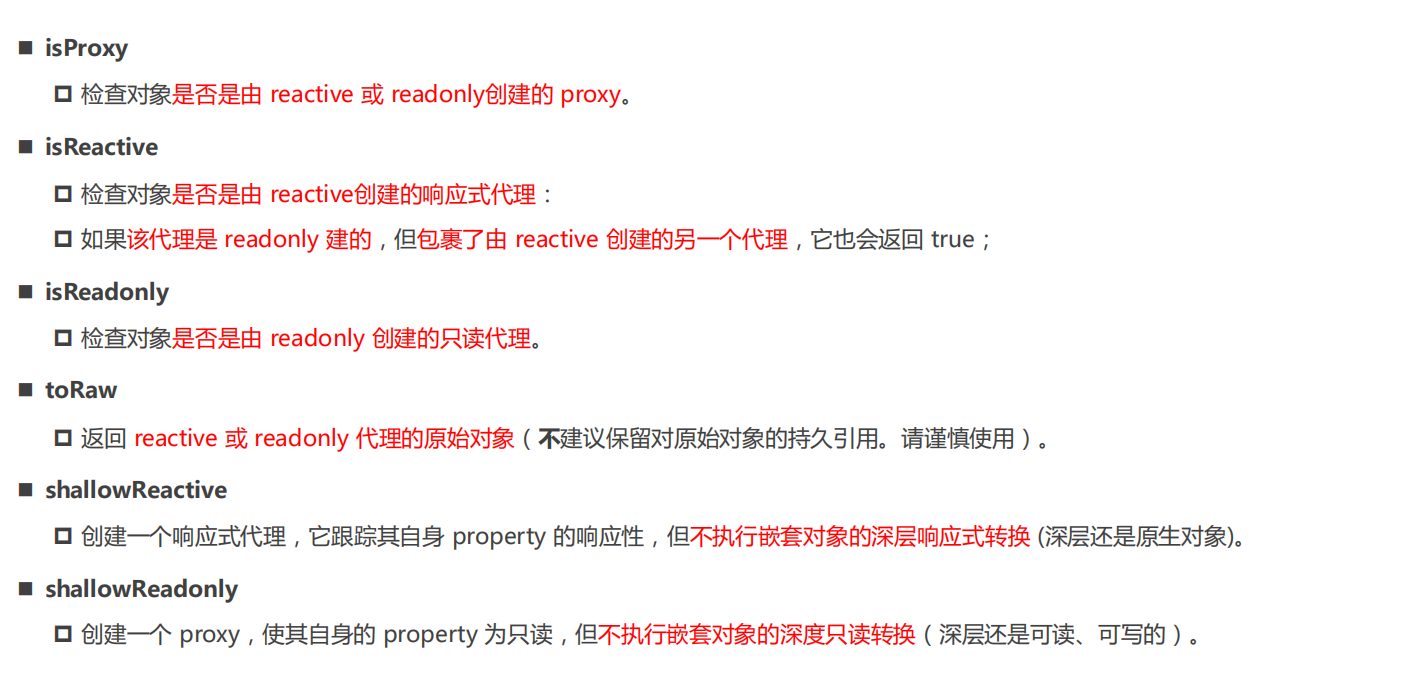 ■ isProxy
检查对象是否是由 reactive 或 readonly创建的 proxy。
■ isReactive
检查对象是否是由 reactive创建的响应式代理：
如果该代理是 readonly 建的，但包裹了由 reactive 创建的另一个代理，它也会返回 true；
■ isReadonly
检查对象是否是由 readonly 创建的只读代理。
■ toRaw
返回 reactive 或 readonly 代理的原始对象（不建议保留对原始对象的持久引用。请谨慎使用）。
■ shallowReactive
创建一个响应式代理，它跟踪其自身 property 的响应性，但不执行嵌套对象的深层响应式转换 (深层还是原生对象)。
■ shallowReadonly
创建一个 proxy，使其自身的 property 为只读，但不执行嵌套对象的深度只读转换（深层还是可读、可写的）。